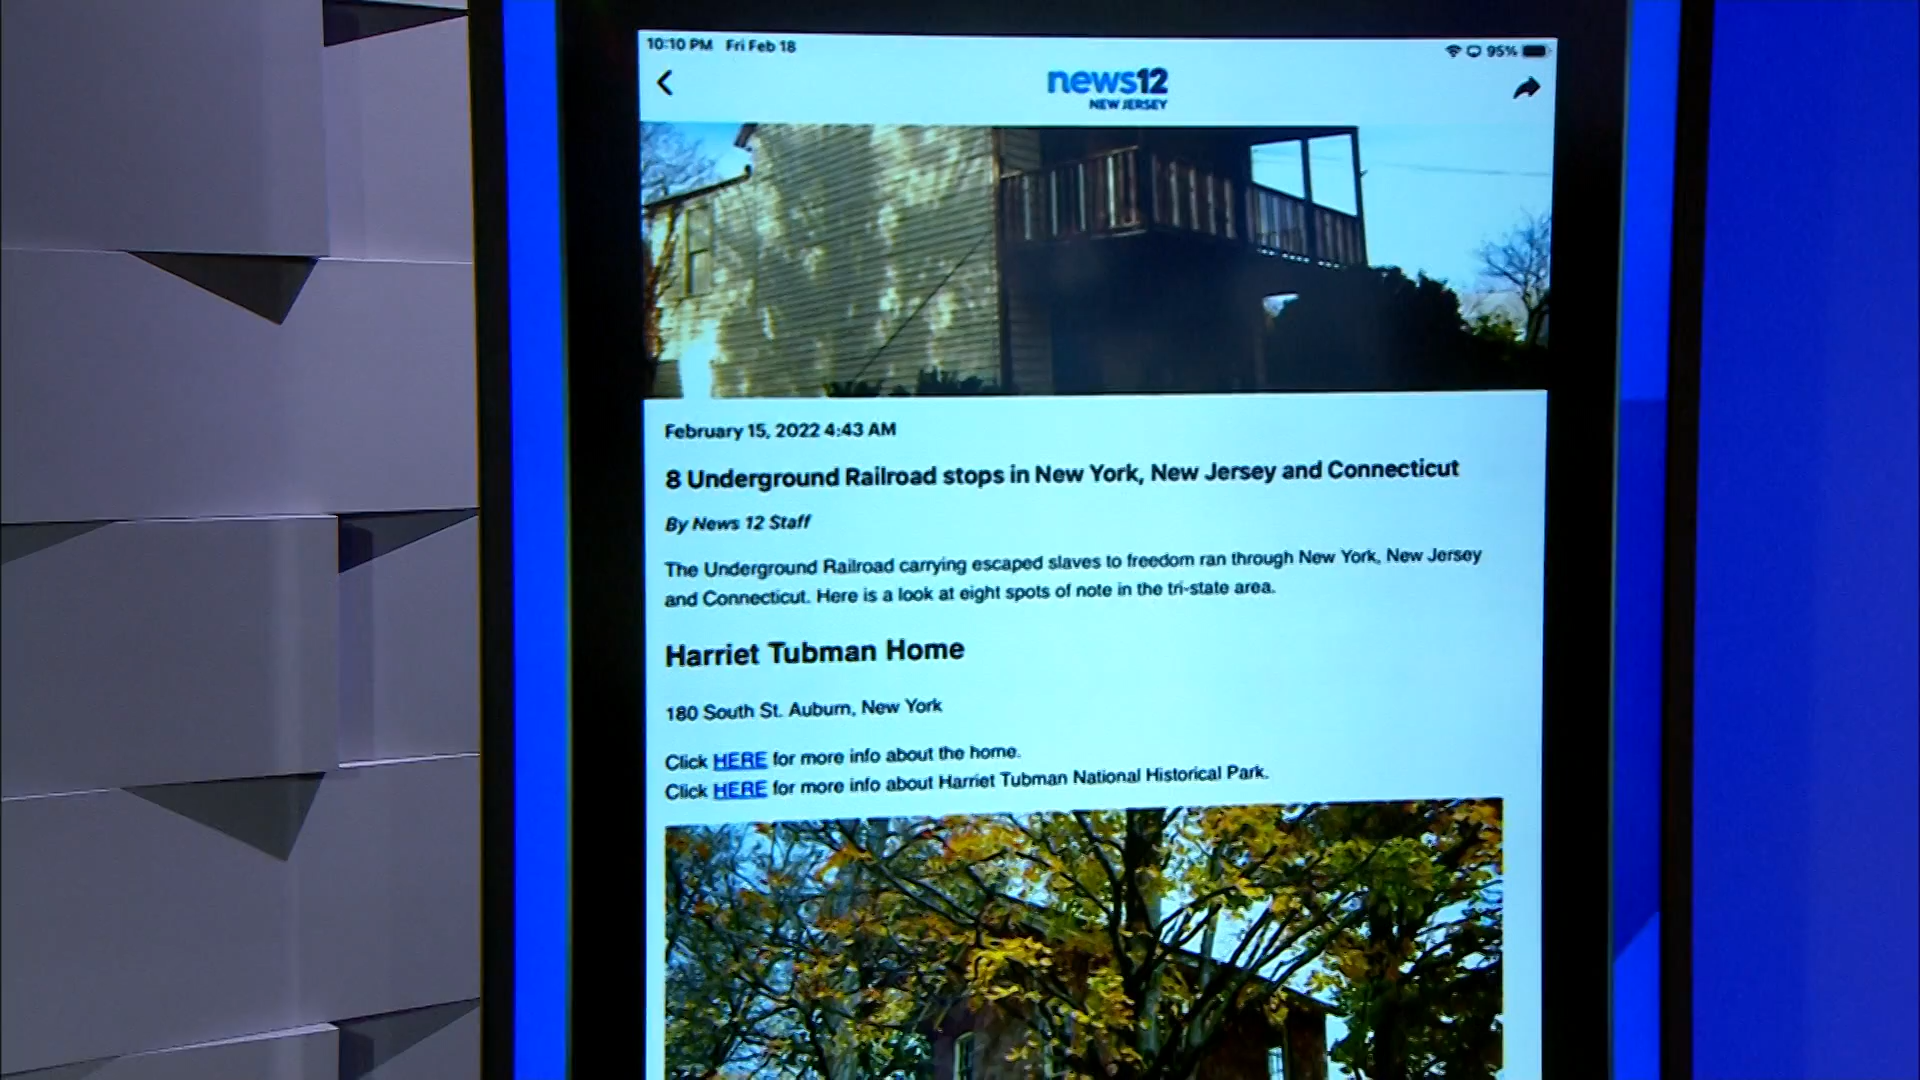 10:10 PM Fri Feb 18
95%
news12
NEW JERSEY
February 15, 2022 4:43 AM
8 Underground Railroad stops in New York, New Jersey and Connecticut
By News 12 Staff
The Underground Railroad carrying escaped slaves to freedom ran through New York, New Jersey
and Connecticut. Here is a look at eight spots of note in the tri-state area.
Harriet Tubman Home
180 South St. Auburn, New York
Click HERE for more info about the home.
Click HERE for more info about Harriet Tubman National Historical Park.